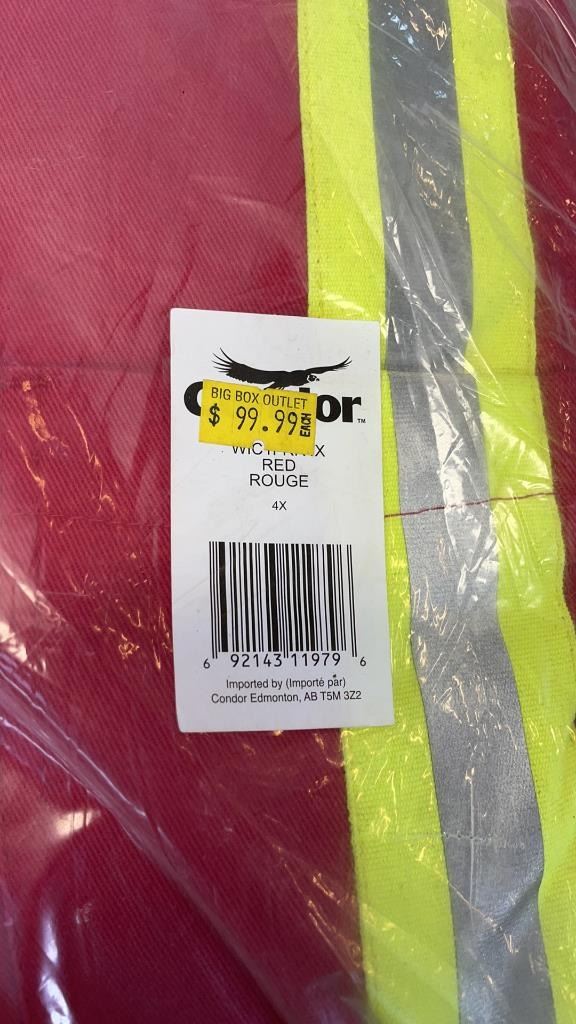 BIG BOX OUTLET
$ 99.99 EACH
RED
ROUGE
4X
6 92143 11979 6
Imported by (Importé par)
Condor Edmonton, AB T5M 3Z2